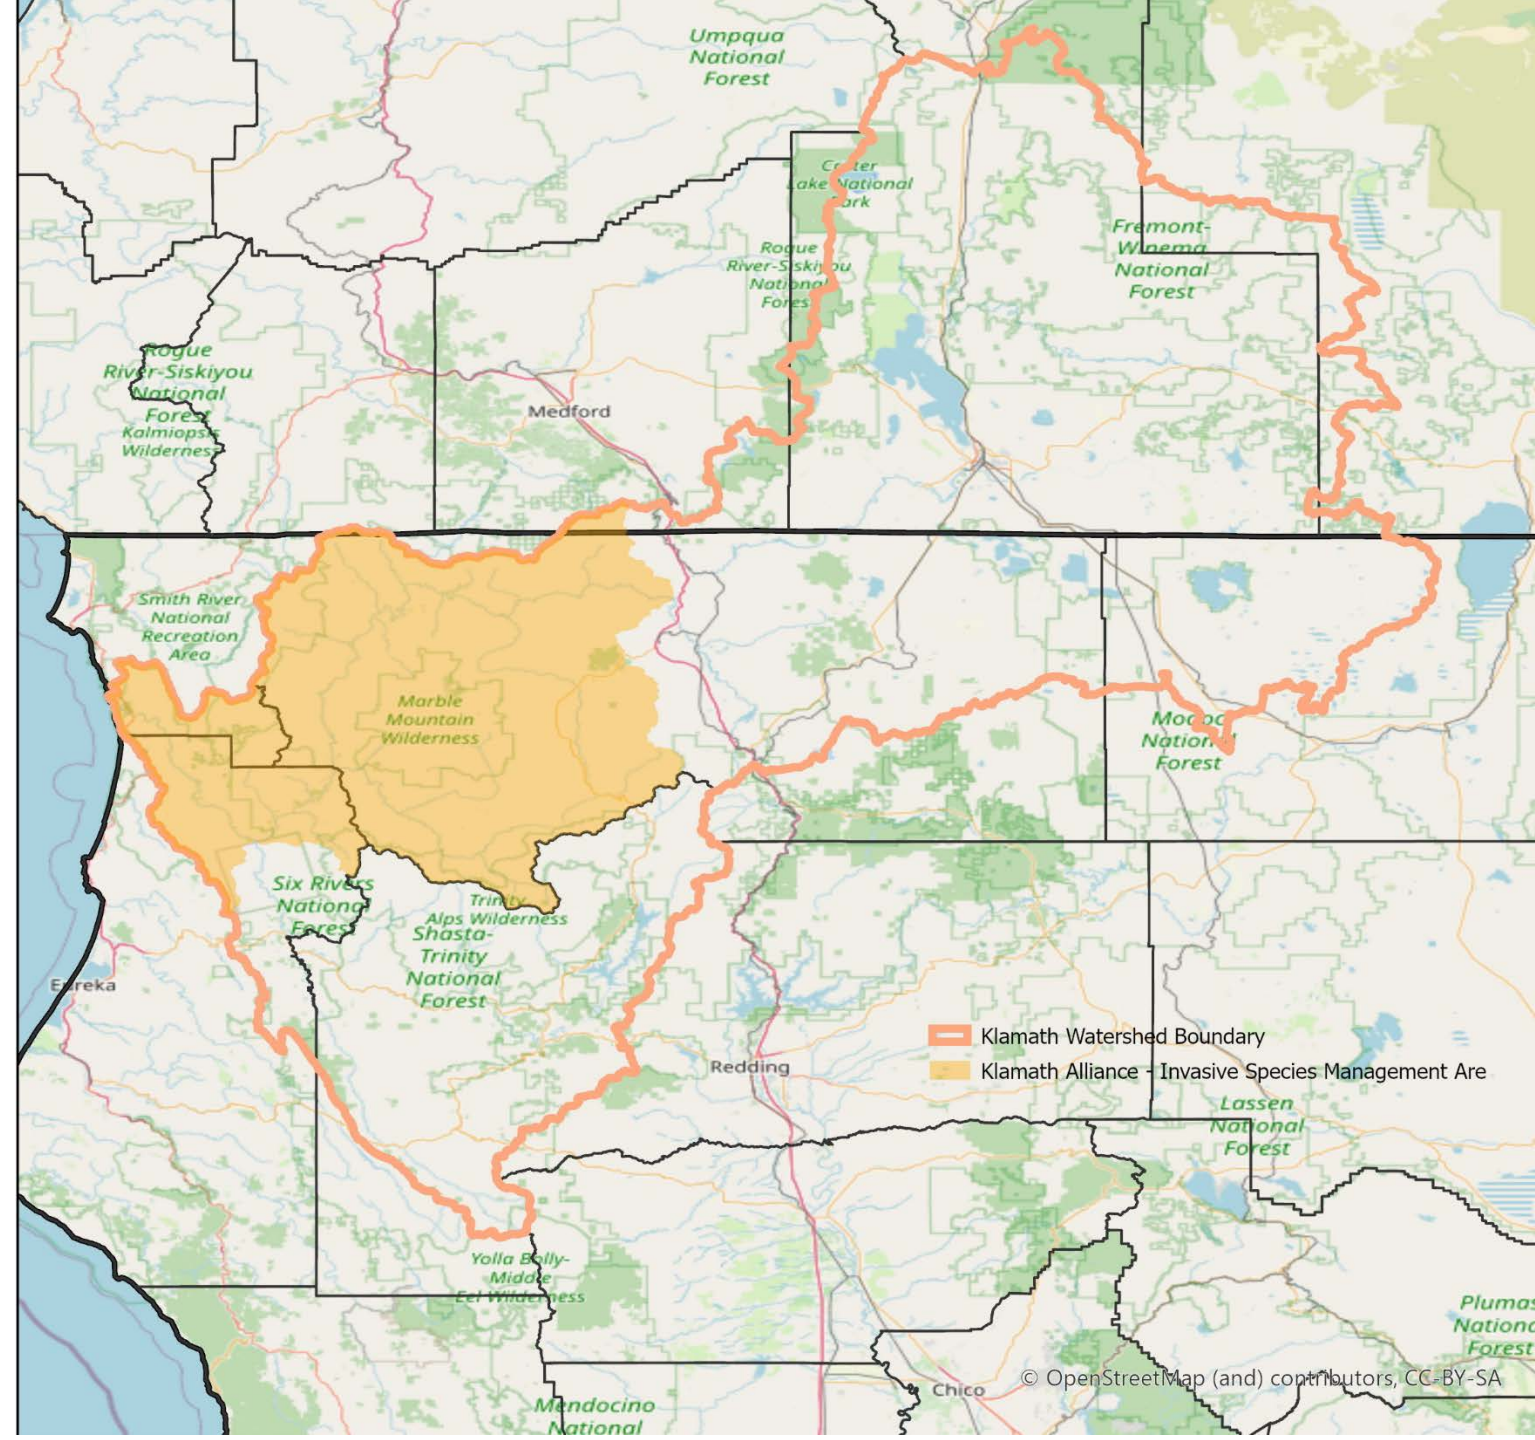 Umpqua
National
Forest
Crater
Lake National
Park
Rogue
River-Siskiyou
National
Forest
Fremont-
Winema
National
Forest
Rogue
River-Siskiyou
National
Forest
Kalmiopsis
Wilderness
Medford
Smith River
National
Recreation
Area
Marble
Mountain
Wilderness
Modoc
National
Forest
Six Rivers
National
Forest
Trinity
Alps Wilderness
Shasta-
Trinity
National
Forest
Eureka
Redding
Klamath Watershed Boundary
Klamath Alliance - Invasive Species Management Are
Lassen
National
Forest
Yolla Bolly-
Middle
Eel Wilderness
Plumas
Nationa
Forest
© OpenStreetMap (and) contributors, CC-BY-SA
Chico
Mendocino
National